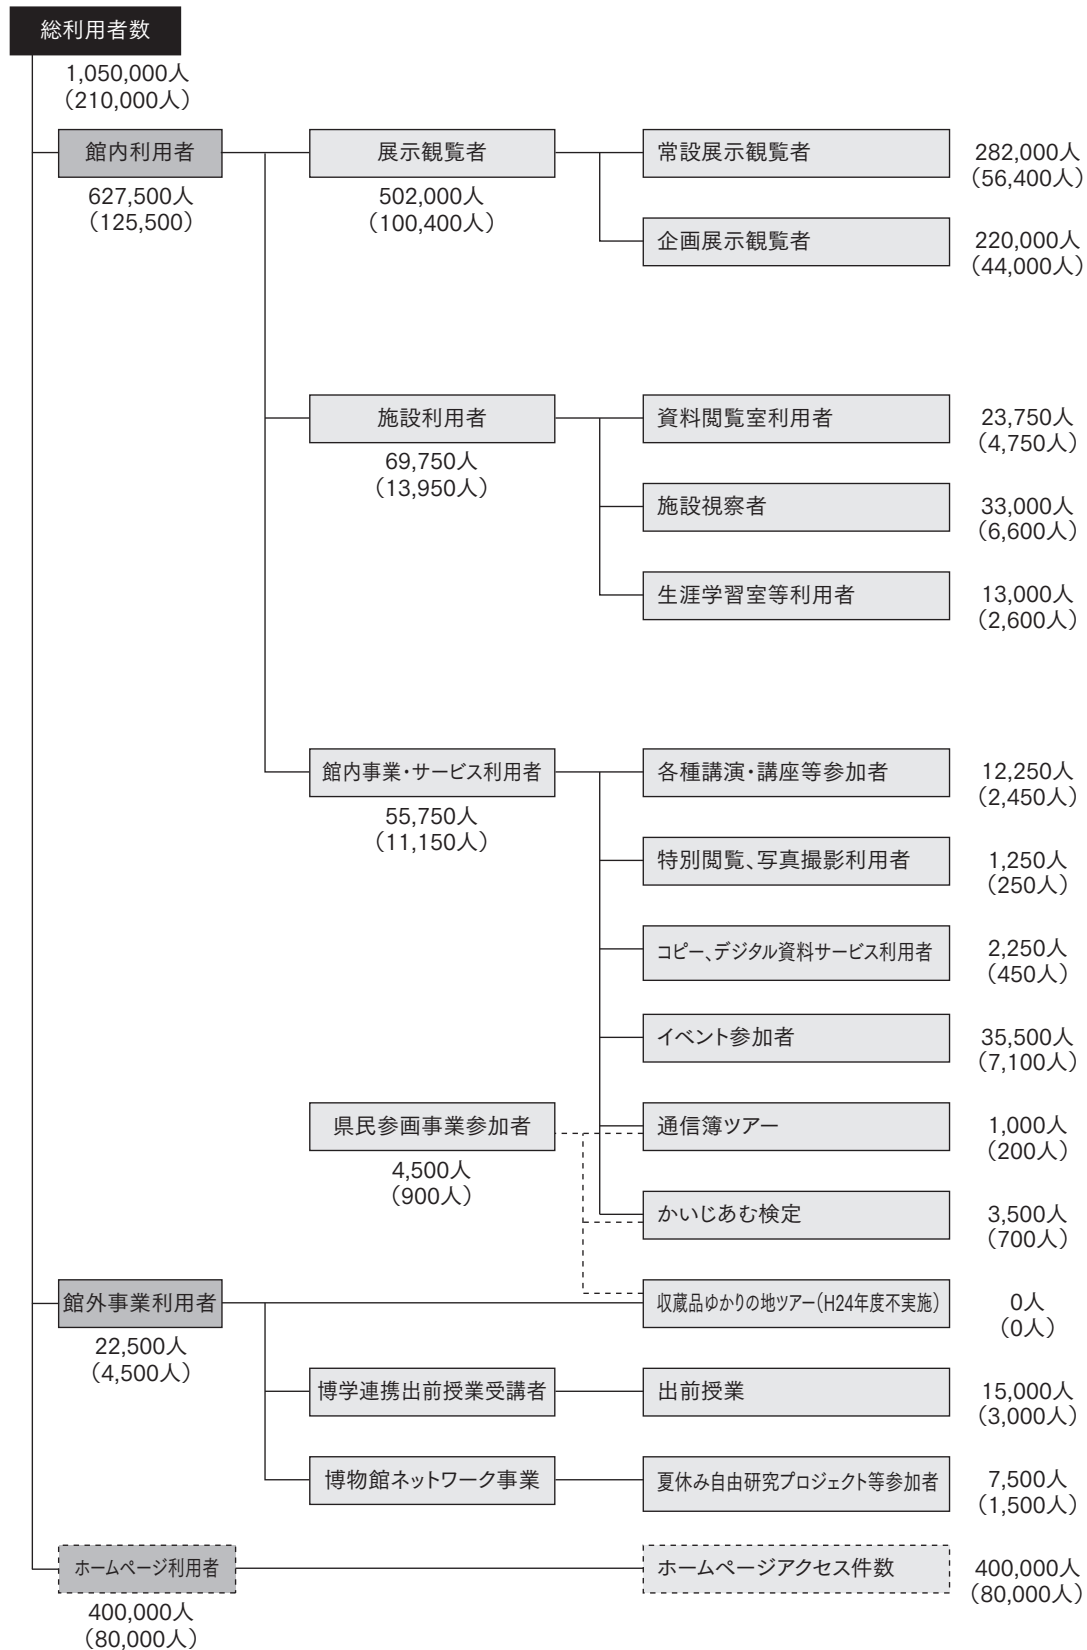 総利用者数
1,050,000人
(210,000人)
館内利用者
627,500人
(125,500)
展示観覧者
502,000人
(100,400人)
常設展示観覧者
282,000人
(56,400人)
企画展示観覧者
220,000人
(44,000人)
施設利用者
69,750人
(13,950人)
資料閲覧室利用者
23,750人
(4,750人)
施設視察者
33,000人
(6,600人)
生涯学習室等利用者
13,000人
(2,600人)
館内事業・サービス利用者
55,750人
(11,150人)
各種講演・講座等参加者
12,250人
(2,450人)
特別閲覧、写真撮影利用者
1,250人
(250人)
コピー、デジタル資料サービス利用者
2,250人
(450人)
イベント参加者
35,500人
(7,100人)
県民参画事業参加者
4,500人
(900人)
通信簿ツアー
1,000人
(200人)
かいじあむ検定
3,500人
(700人)
館外事業利用者
22,500人
(4,500人)
収蔵品ゆかりの地ツアー(H24年度不実施)
0人
(0人)
博学連携出前授業受講者
出前授業
15,000人
(3,000人)
博物館ネットワーク事業
夏休み自由研究プロジェクト等参加者
7,500人
(1,500人)
ホームページ利用者
400,000人
(80,000人)
ホームページアクセス件数
400,000人
(80,000人)